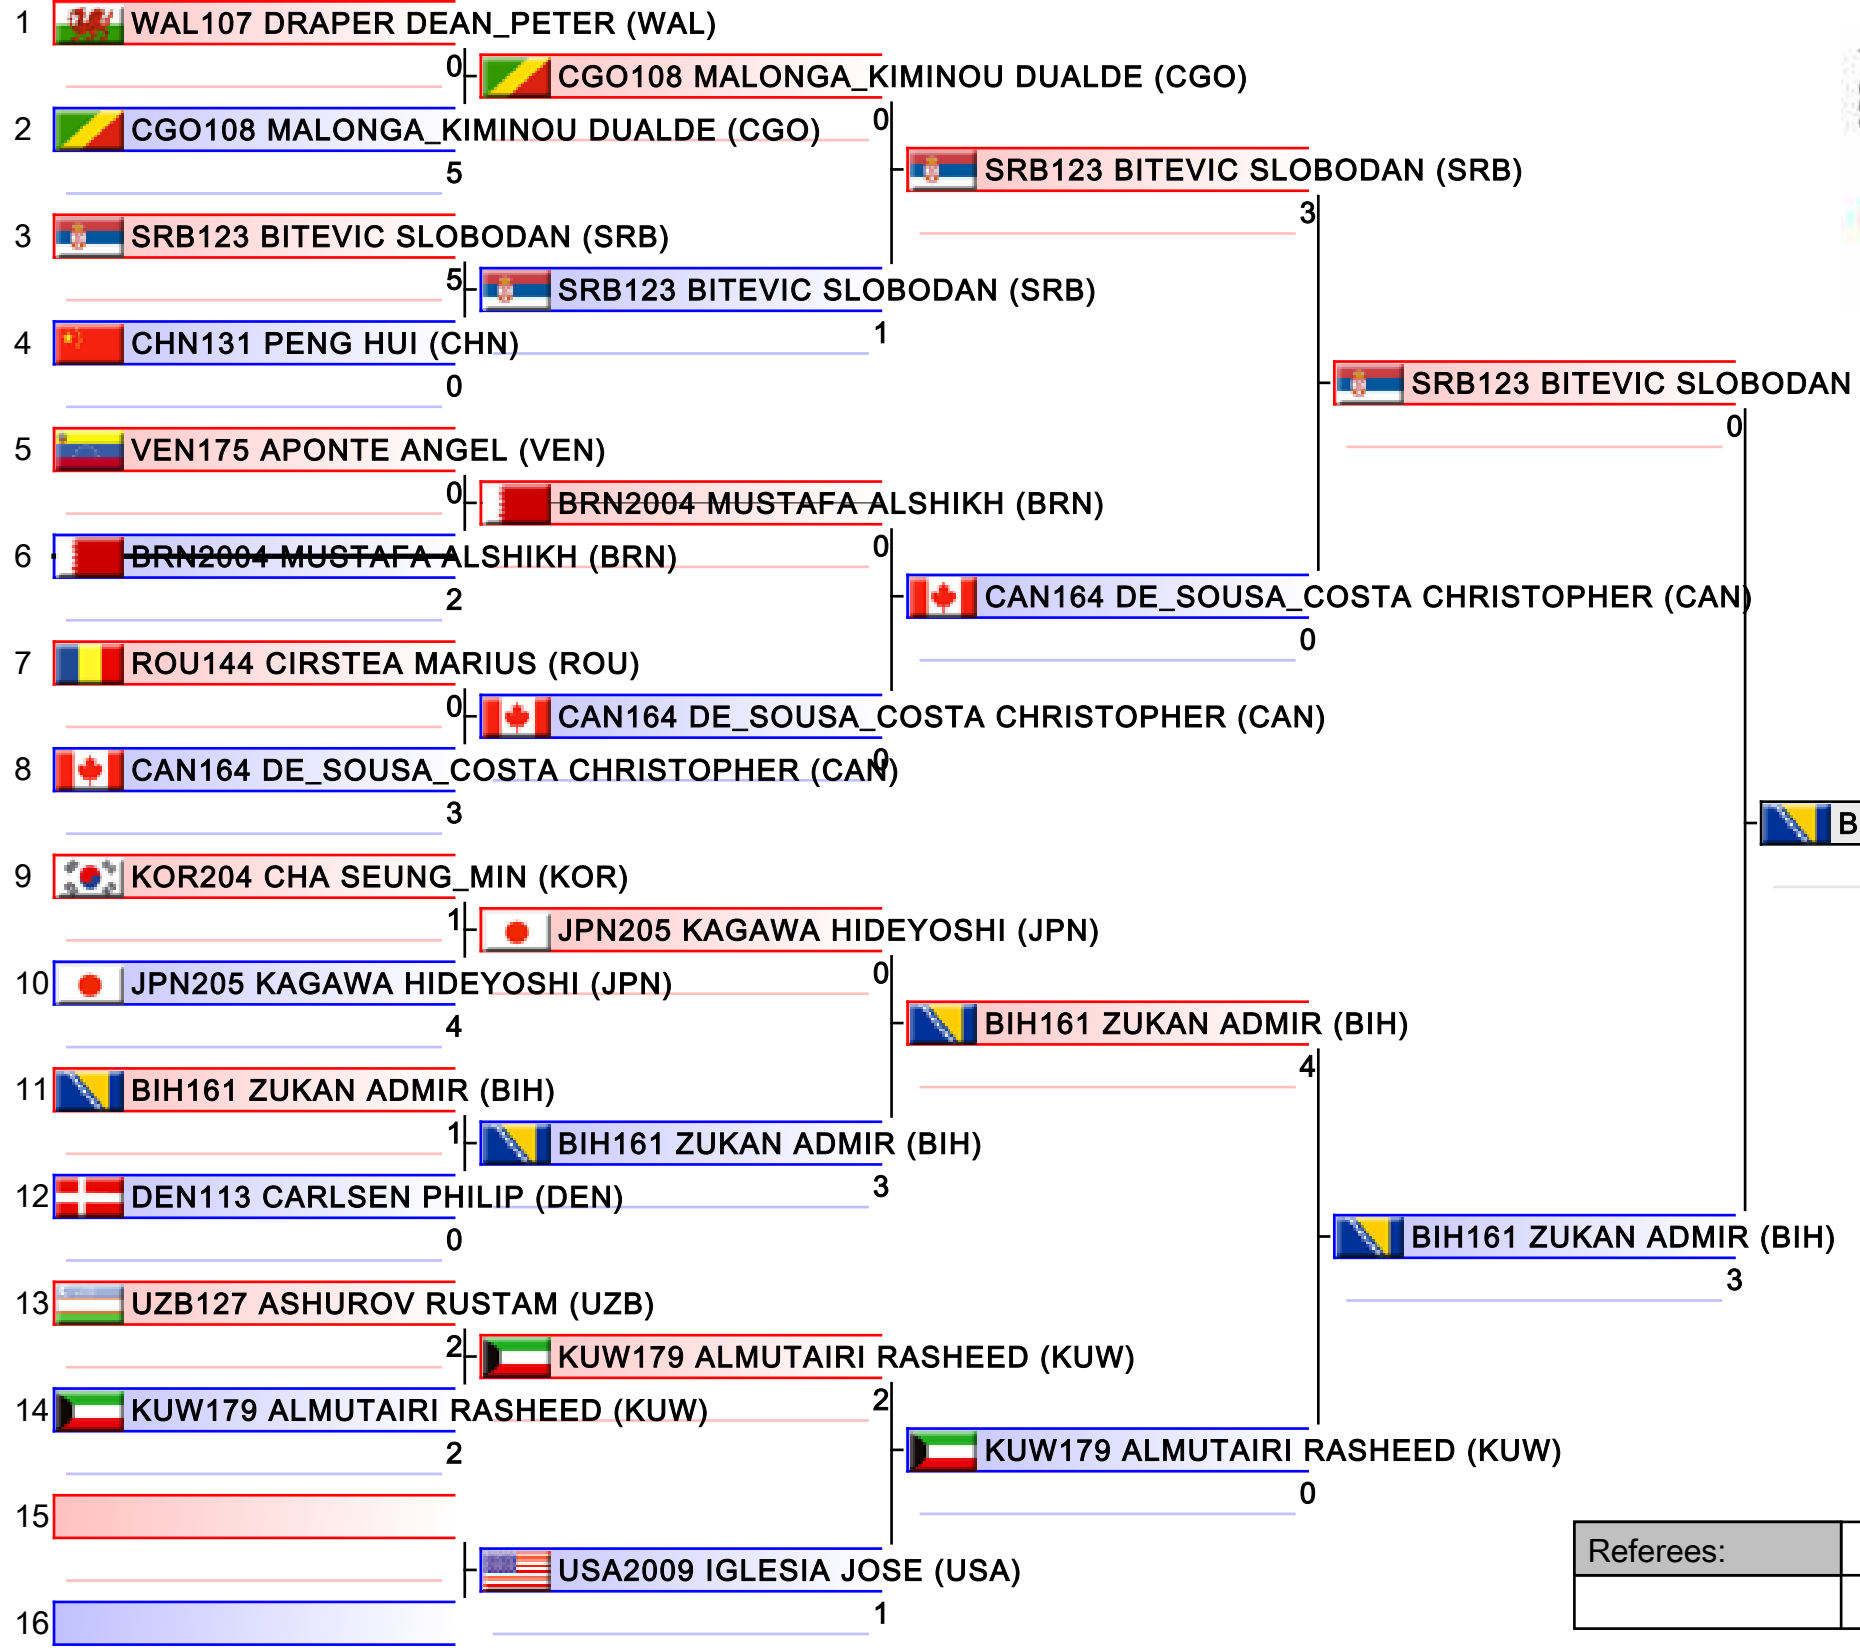 1 WAL107 DRAPER DEAN_PETER (WAL)
0
CGO108 MALONGA_KIMINOU DUALDE (CGO)
0
2 CGO108 MALONGA_KIMINOU DUALDE (CGO)
5
SRB123 BITEVIC SLOBODAN (SRB)
3
3 SRB123 BITEVIC SLOBODAN (SRB)
5
SRB123 BITEVIC SLOBODAN (SRB)
1
4 CHN131 PENG HUI (CHN)
0
SRB123 BITEVIC SLOBODAN
0
5 VEN175 APONTE ANGEL (VEN)
0
BRN2004 MUSTAFA ALSHIKH (BRN)
0
6 BRN2004 MUSTAFA ALSHIKH (BRN)
2
CAN164 DE_SOUSA_COSTA CHRISTOPHER (CAN)
0
7 ROU144 CIRSTEA MARIUS (ROU)
0
CAN164 DE_SOUSA_COSTA CHRISTOPHER (CAN)
0
8 CAN164 DE_SOUSA_COSTA CHRISTOPHER (CAN)
3
B
9 KOR204 CHA SEUNG_MIN (KOR)
1
JPN205 KAGAWA HIDEYOSHI (JPN)
0
10 JPN205 KAGAWA HIDEYOSHI (JPN)
4
BIH161 ZUKAN ADMIR (BIH)
4
11 BIH161 ZUKAN ADMIR (BIH)
1
BIH161 ZUKAN ADMIR (BIH)
3
12 DEN113 CARLSEN PHILIP (DEN)
0
BIH161 ZUKAN ADMIR (BIH)
3
13 UZB127 ASHUROV RUSTAM (UZB)
2
KUW179 ALMUTAIRI RASHEED (KUW)
2
14 KUW179 ALMUTAIRI RASHEED (KUW)
2
KUW179 ALMUTAIRI RASHEED (KUW)
0
15
USA2009 IGLESIA JOSE (USA)
1
16
Referees: